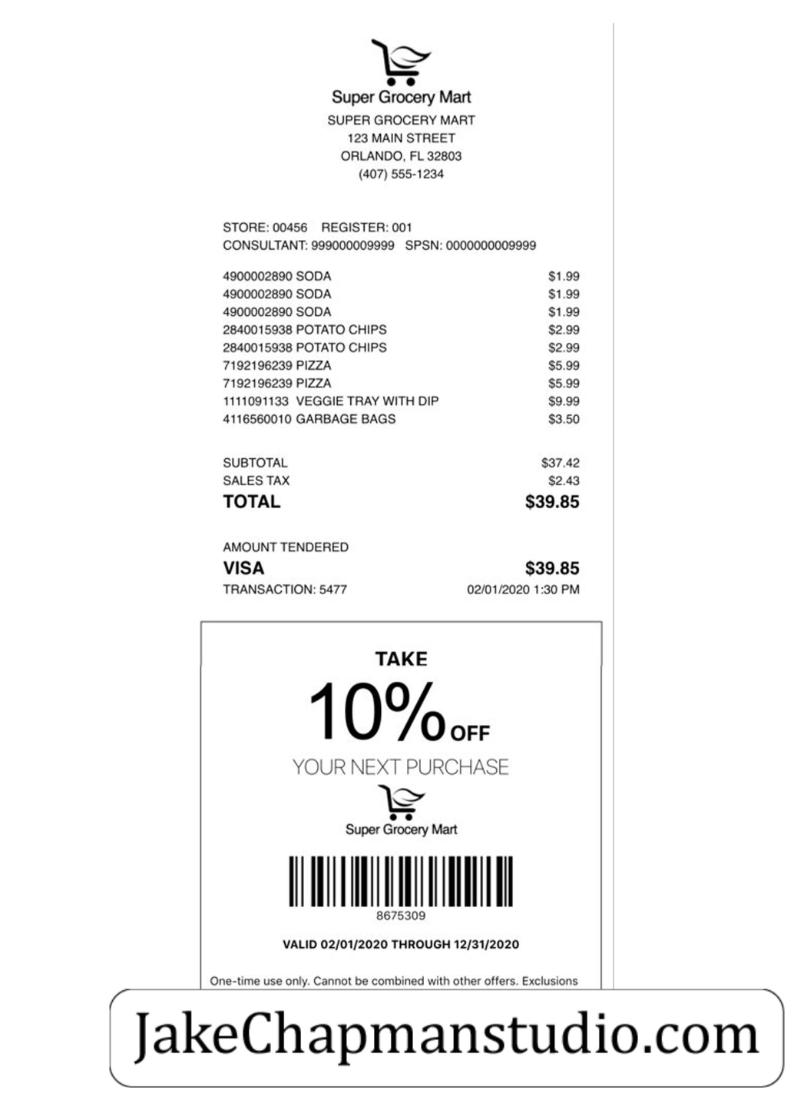 Super Grocery Mart
SUPER GROCERY MART
123 MAIN STREET
ORLANDO, FL 32803
(407) 555-1234
STORE: 00456 REGISTER: 001
CONSULTANT: 999000009999 SPSN: 0000000009999
4900002890 SODA $1.99
4900002890 SODA $1.99
4900002890 SODA $1.99
2840015938 POTATO CHIPS $2.99
2840015938 POTATO CHIPS $2.99
7192196239 PIZZA $5.99
7192196239 PIZZA $5.99
1111091133 VEGGIE TRAY WITH DIP $9.99
4116560010 GARBAGE BAGS $3.50
SUBTOTAL $37.42
SALES TAX $2.43
TOTAL $39.85
AMOUNT TENDERED
VISA $39.85
TRANSACTION: 5477 02/01/2020 1:30 PM
TAKE
10% OFF
YOUR NEXT PURCHASE
Super Grocery Mart
8675309
VALID 02/01/2020 THROUGH 12/31/2020
One-time use only. Cannot be combined with other offers. Exclusions
JakeChapmanstudio.com